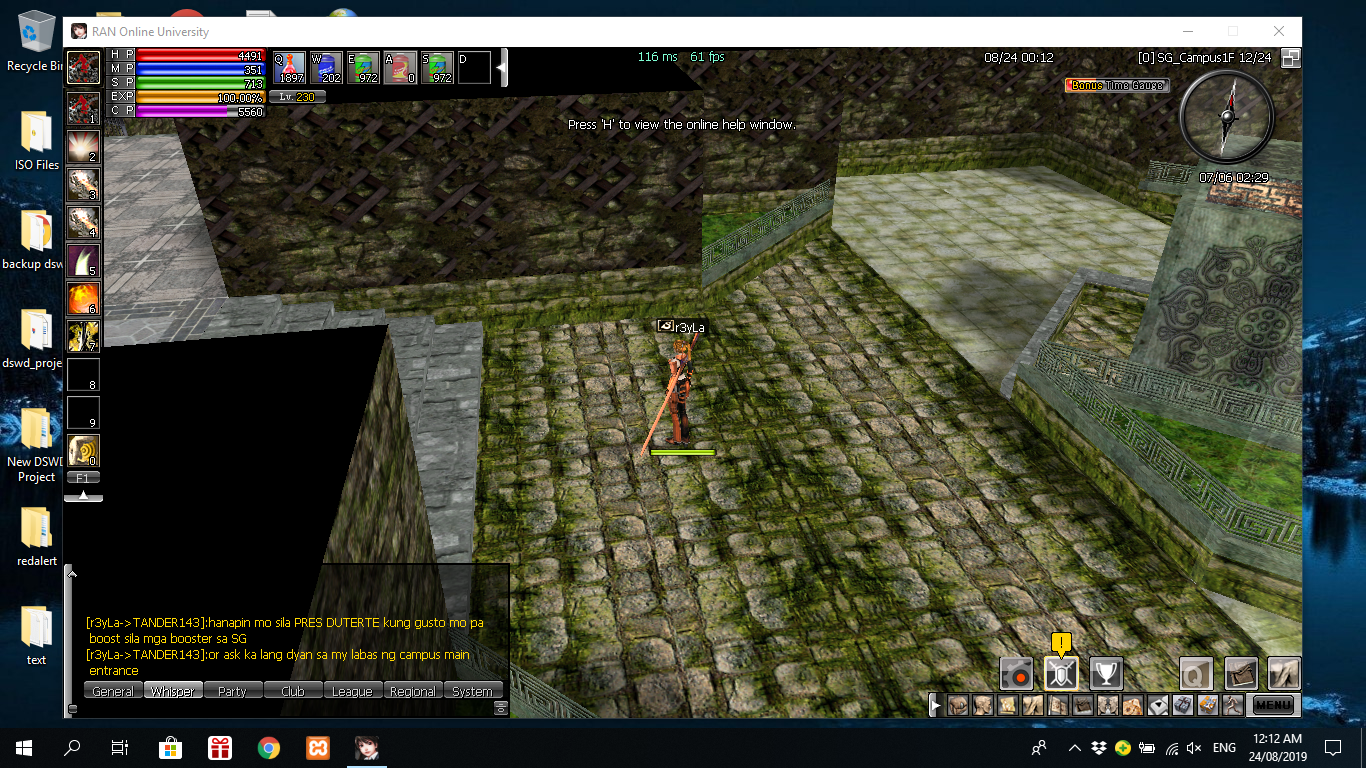 RAN Online University
Recycle Bin
ISO Files
backup dsw
dswd_proje
New DSWD
Project
redalert
text
H P 4491
M P 351
S P 713
EXP 100.00%
C P 5560
Q 1897
W 202
E 972
A 0
S 972
D
Lv. 230
116 ms 61 fps
08/24 00:12
[0] SG_Campus1F 12/24
Bonus Time Gauge
Press 'H' to view the online help window.
07/06 02:29
1
2
3
4
5
6
7
8
9
0
F1
r3yLa
[r3yLa->TANDER143]:hanapin mo sila PRES DUTERTE kung gusto mo pa
boost sila mga booster sa SG
[r3yLa->TANDER143]:or ask ka lang dyan sa my labas ng campus main
entrance
General Whisper Party Club League Regional System
!
Q
MENU
ENG
12:12 AM
24/08/2019